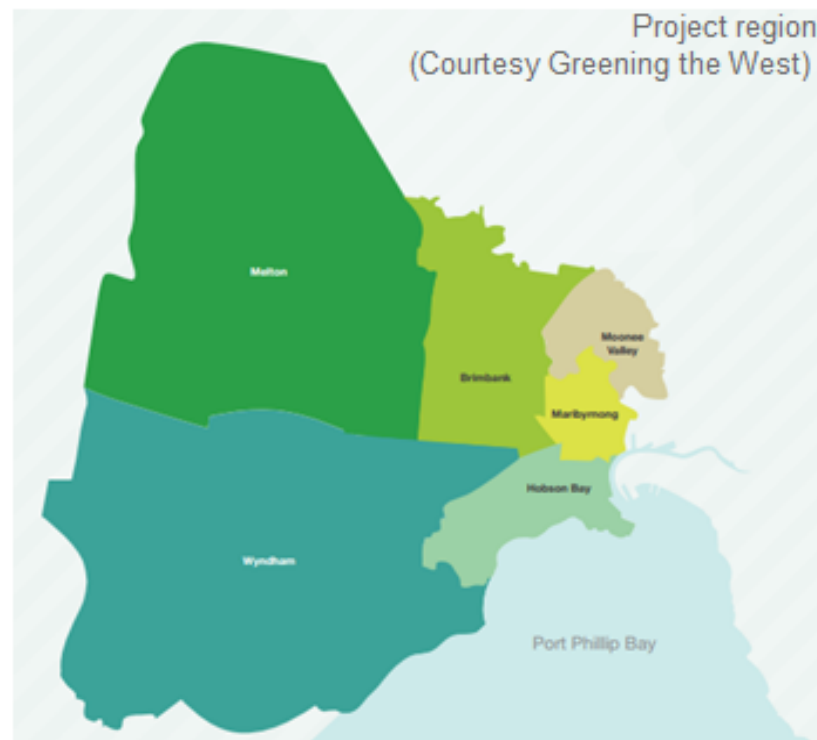 Project region
(Courtesy Greening the West)
Melton
Moonee
Valley
Brimbank
Maribyrnong
Hobson Bay
Wyndham
Port Phillip Bay